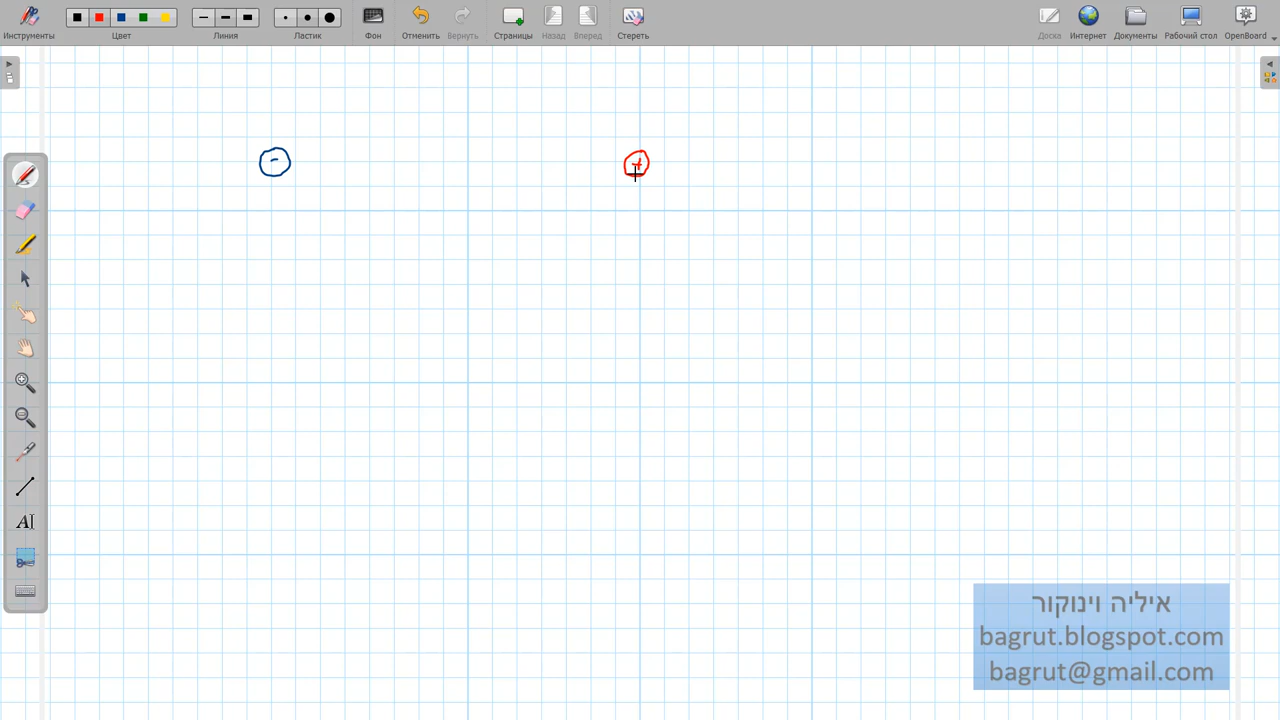 Инструменты
Цвет
Линия
Ластик
Фон
Отменить
Вернуть
Страницы
Назад
Вперед
Стереть
Доска
Интернет
Документы
Рабочий стол
OpenBoard
-
+
AI
איליה וינוקור
bagrut.blogspot.com
bagrut@gmail.com